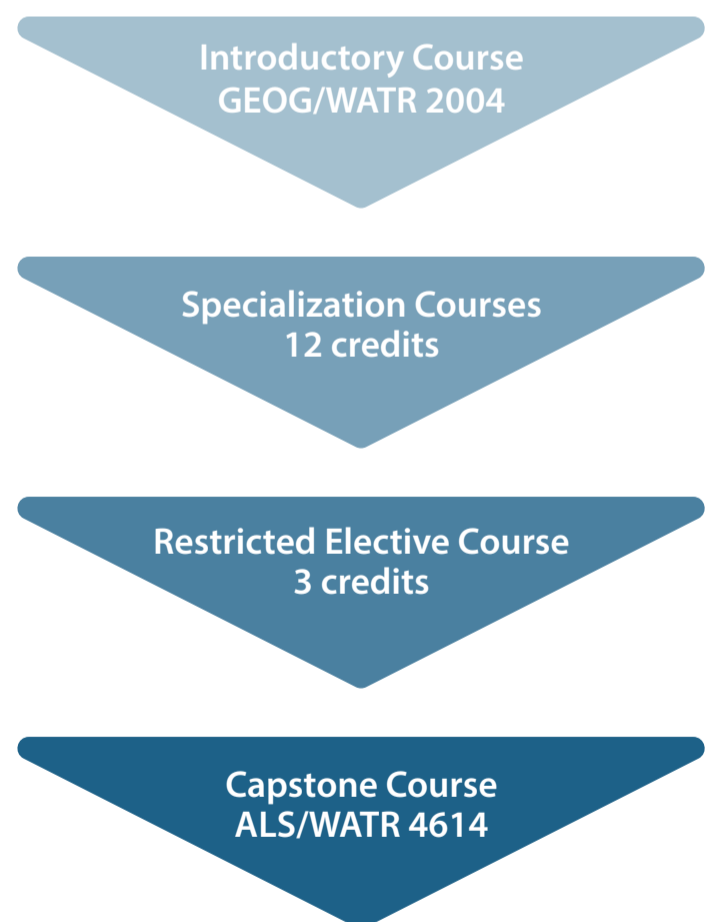 Introductory Course
GEOG/WATR 2004
Specialization Courses
12 credits
Restricted Elective Course
3 credits
Capstone Course
ALS/WATR 4614